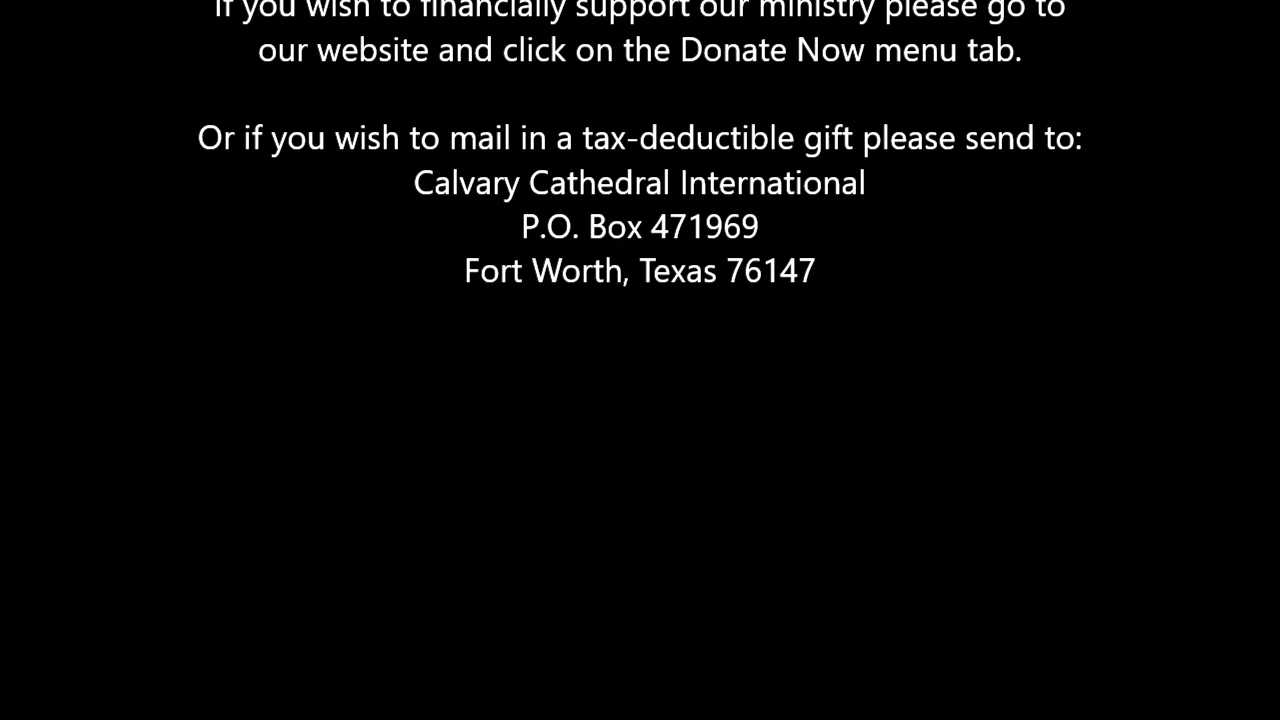 If you wish to financially support our ministry please go to
our website and click on the Donate Now menu tab.
Or if you wish to mail in a tax-deductible gift please send to:
Calvary Cathedral International
P.O. Box 471969
Fort Worth, Texas 76147